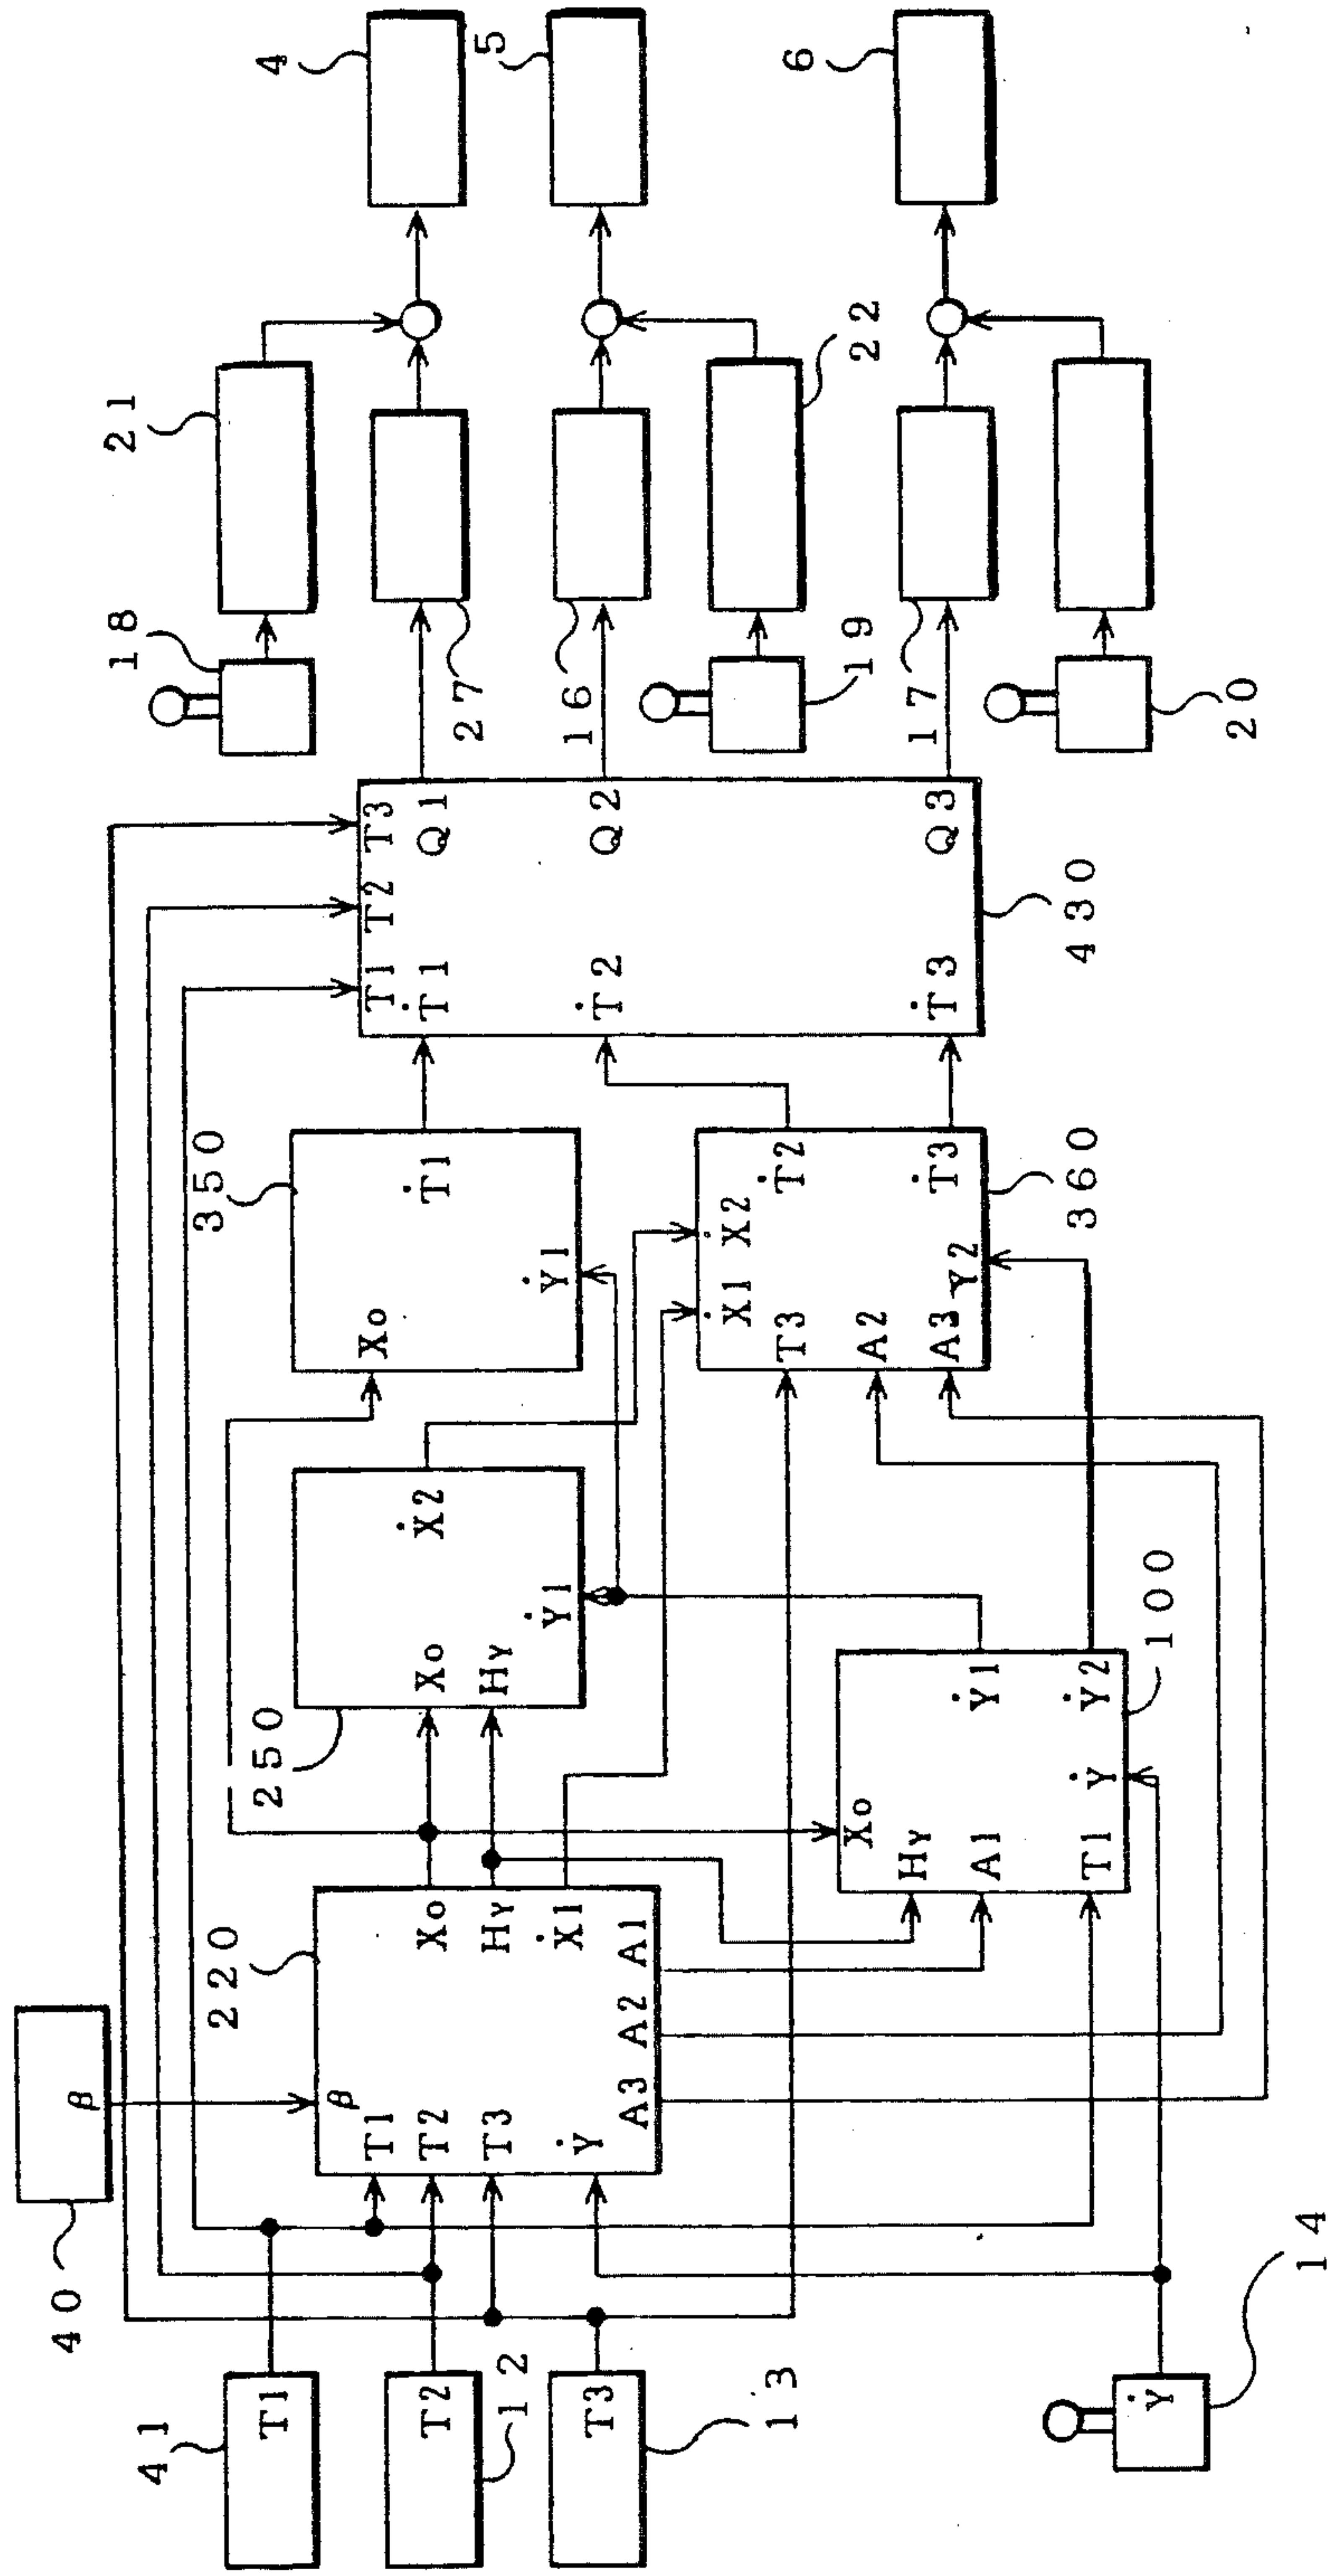 40
β
41
T1
T2
12
T3
13
Ẏ
14
220
β
T1
T2
T3
Ẏ
Xo
Hγ
Ẋ1
A3 A2 A1
250
Xo
Hγ
Ẏ1
Ẋ2
100
Xo
Hγ
A1
T1
Ẏ
Ẏ1
Ẏ2
350
Xo
Ẏ1
Ṫ1
360
Ẋ1 Ẋ2
T3
A2
A3
Ẏ2
Ṫ2
Ṫ3
430
T1 T2 T3
Ṫ1
Ṫ2
Ṫ3
Q1
Q2
Q3
18
21
27
4
16
5
19
22
17
6
20